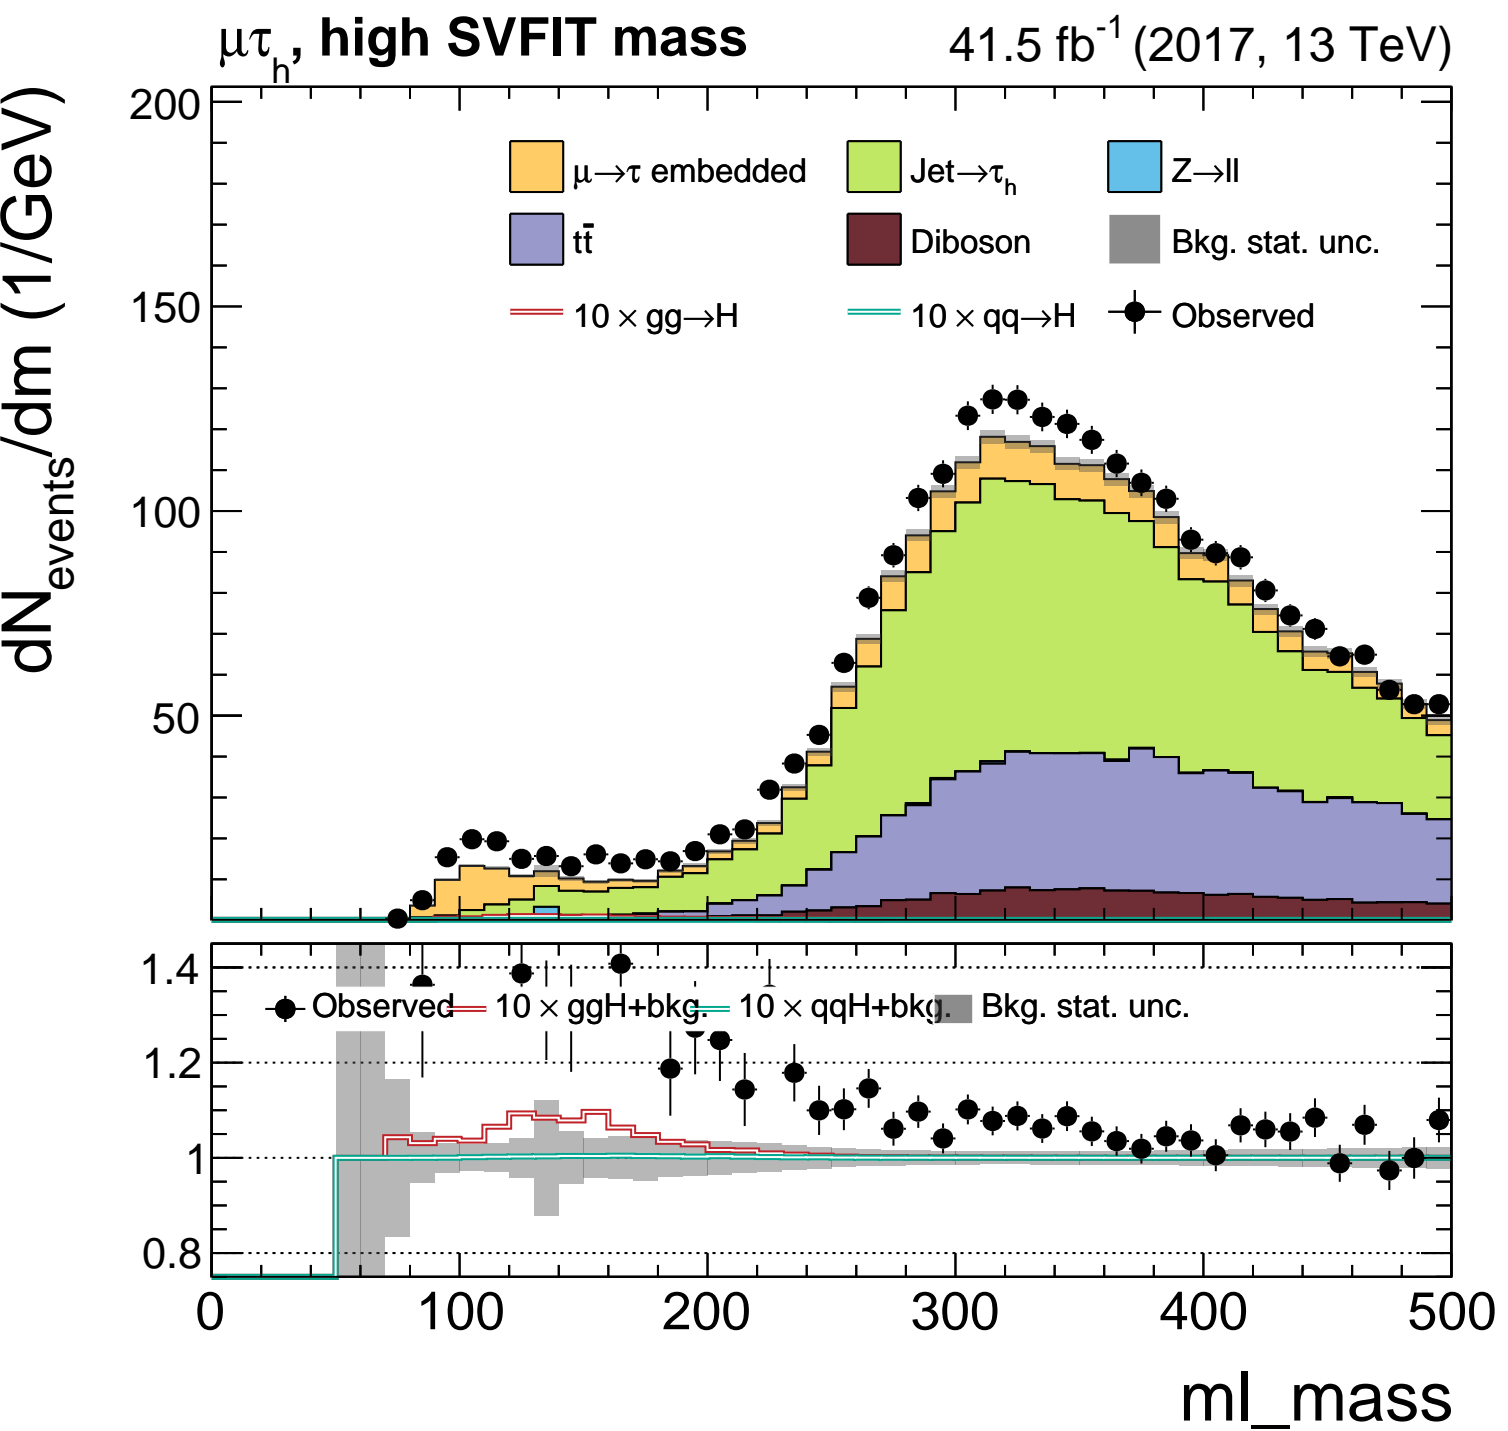 μτh, high SVFIT mass 41.5 fb-1 (2017, 13 TeV)
dNevents/dm (1/GeV)
200
150
100
50
μ→τ embedded Jet→τh Z→ll
tt̄ Diboson Bkg. stat. unc.
10 × gg→H 10 × qq→H Observed
1.4
1.2
1
0.8
Observed 10 × ggH+bkg. 10 × qqH+bkg. Bkg. stat. unc.
0 100 200 300 400 500
ml_mass